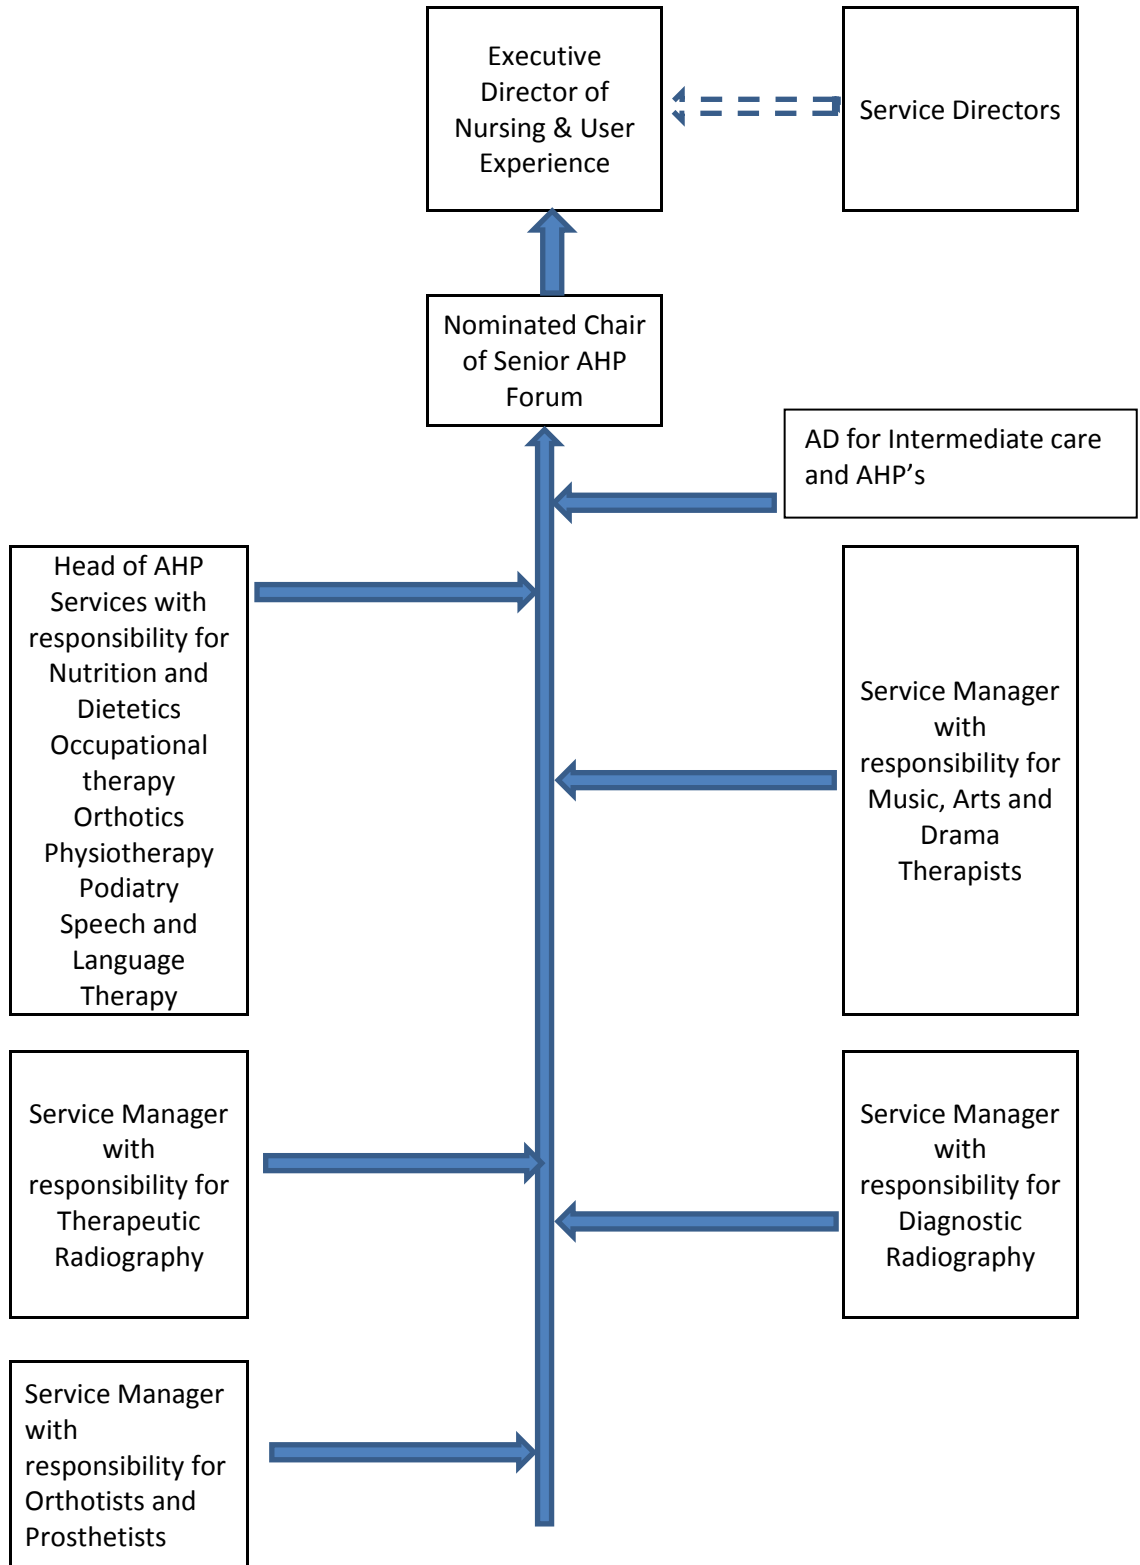 Executive
Director of
Nursing & User
Experience
Service Directors
Nominated Chair
of Senior AHP
Forum
AD for Intermediate care
and AHP’s
Head of AHP
Services with
responsibility for
Nutrition and
Dietetics
Occupational
therapy
Orthotics
Physiotherapy
Podiatry
Speech and
Language
Therapy
Service Manager
with
responsibility for
Music, Arts and
Drama
Therapists
Service Manager
with
responsibility for
Therapeutic
Radiography
Service Manager
with
responsibility for
Diagnostic
Radiography
Service Manager
with
responsibility for
Orthotists and
Prosthetists